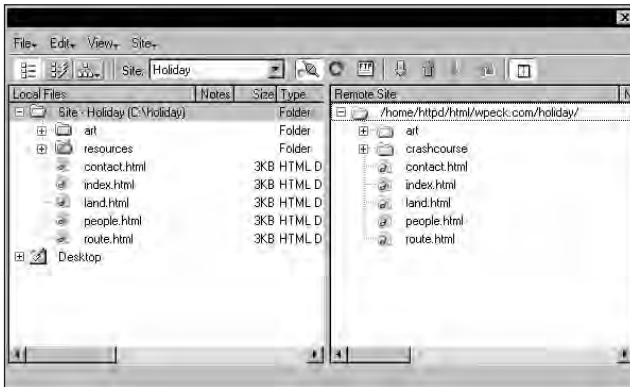 File Edit View Site
Site: Holiday
Local Files Notes Size Type
Site - Holiday (C:\holiday) Folder
art Folder
resources Folder
contact.html 3KB HTML D
index.html 3KB HTML D
land.html 3KB HTML D
people.html 3KB HTML D
route.html 3KB HTML D
Desktop
Remote Site N
/home/httpd/html/wpeck.com/holiday/
art
crashcourse
contact.html
index.html
land.html
people.html
route.html